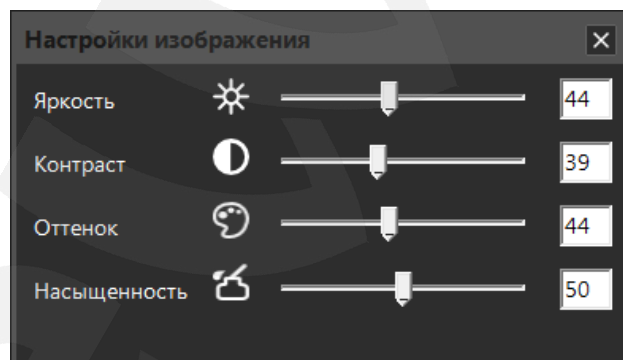 Настройки изображения
Яркость 44
Контраст 39
Оттенок 44
Насыщенность 50